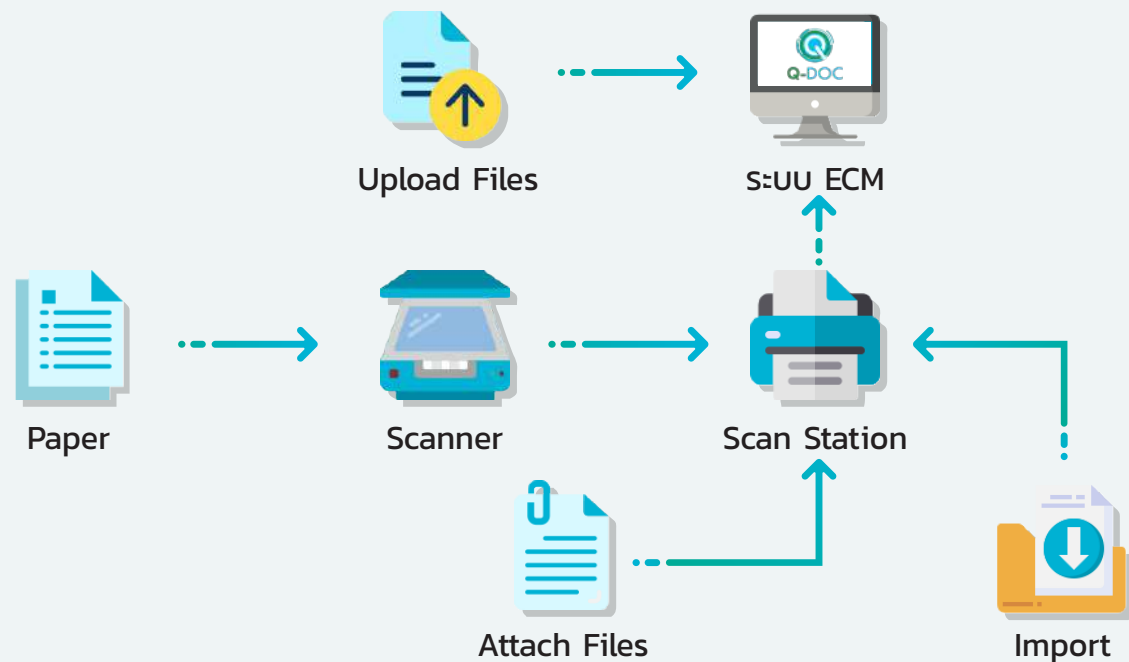 Q-DOC
Upload Files
ระบบ ECM
Paper
Scanner
Scan Station
Attach Files
Import